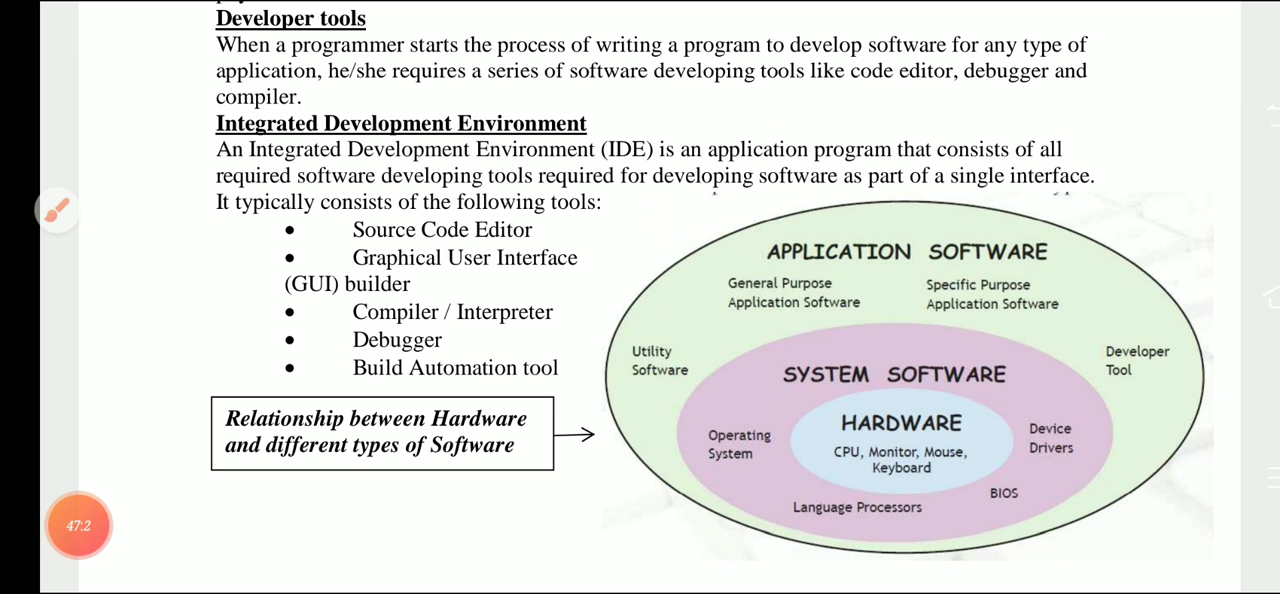 Developer tools
When a programmer starts the process of writing a program to develop software for any type of
application, he/she requires a series of software developing tools like code editor, debugger and
compiler.
Integrated Development Environment
An Integrated Development Environment (IDE) is an application program that consists of all
required software developing tools required for developing software as part of a single interface.
It typically consists of the following tools:
• Source Code Editor
• Graphical User Interface
(GUI) builder
• Compiler / Interpreter
• Debugger
• Build Automation tool
Relationship between Hardware
and different types of Software
APPLICATION SOFTWARE
General Purpose
Application Software
Specific Purpose
Application Software
Utility
Software
Developer
Tool
SYSTEM SOFTWARE
Operating
System
Device
Drivers
HARDWARE
CPU, Monitor, Mouse,
Keyboard
BIOS
Language Processors
47:2